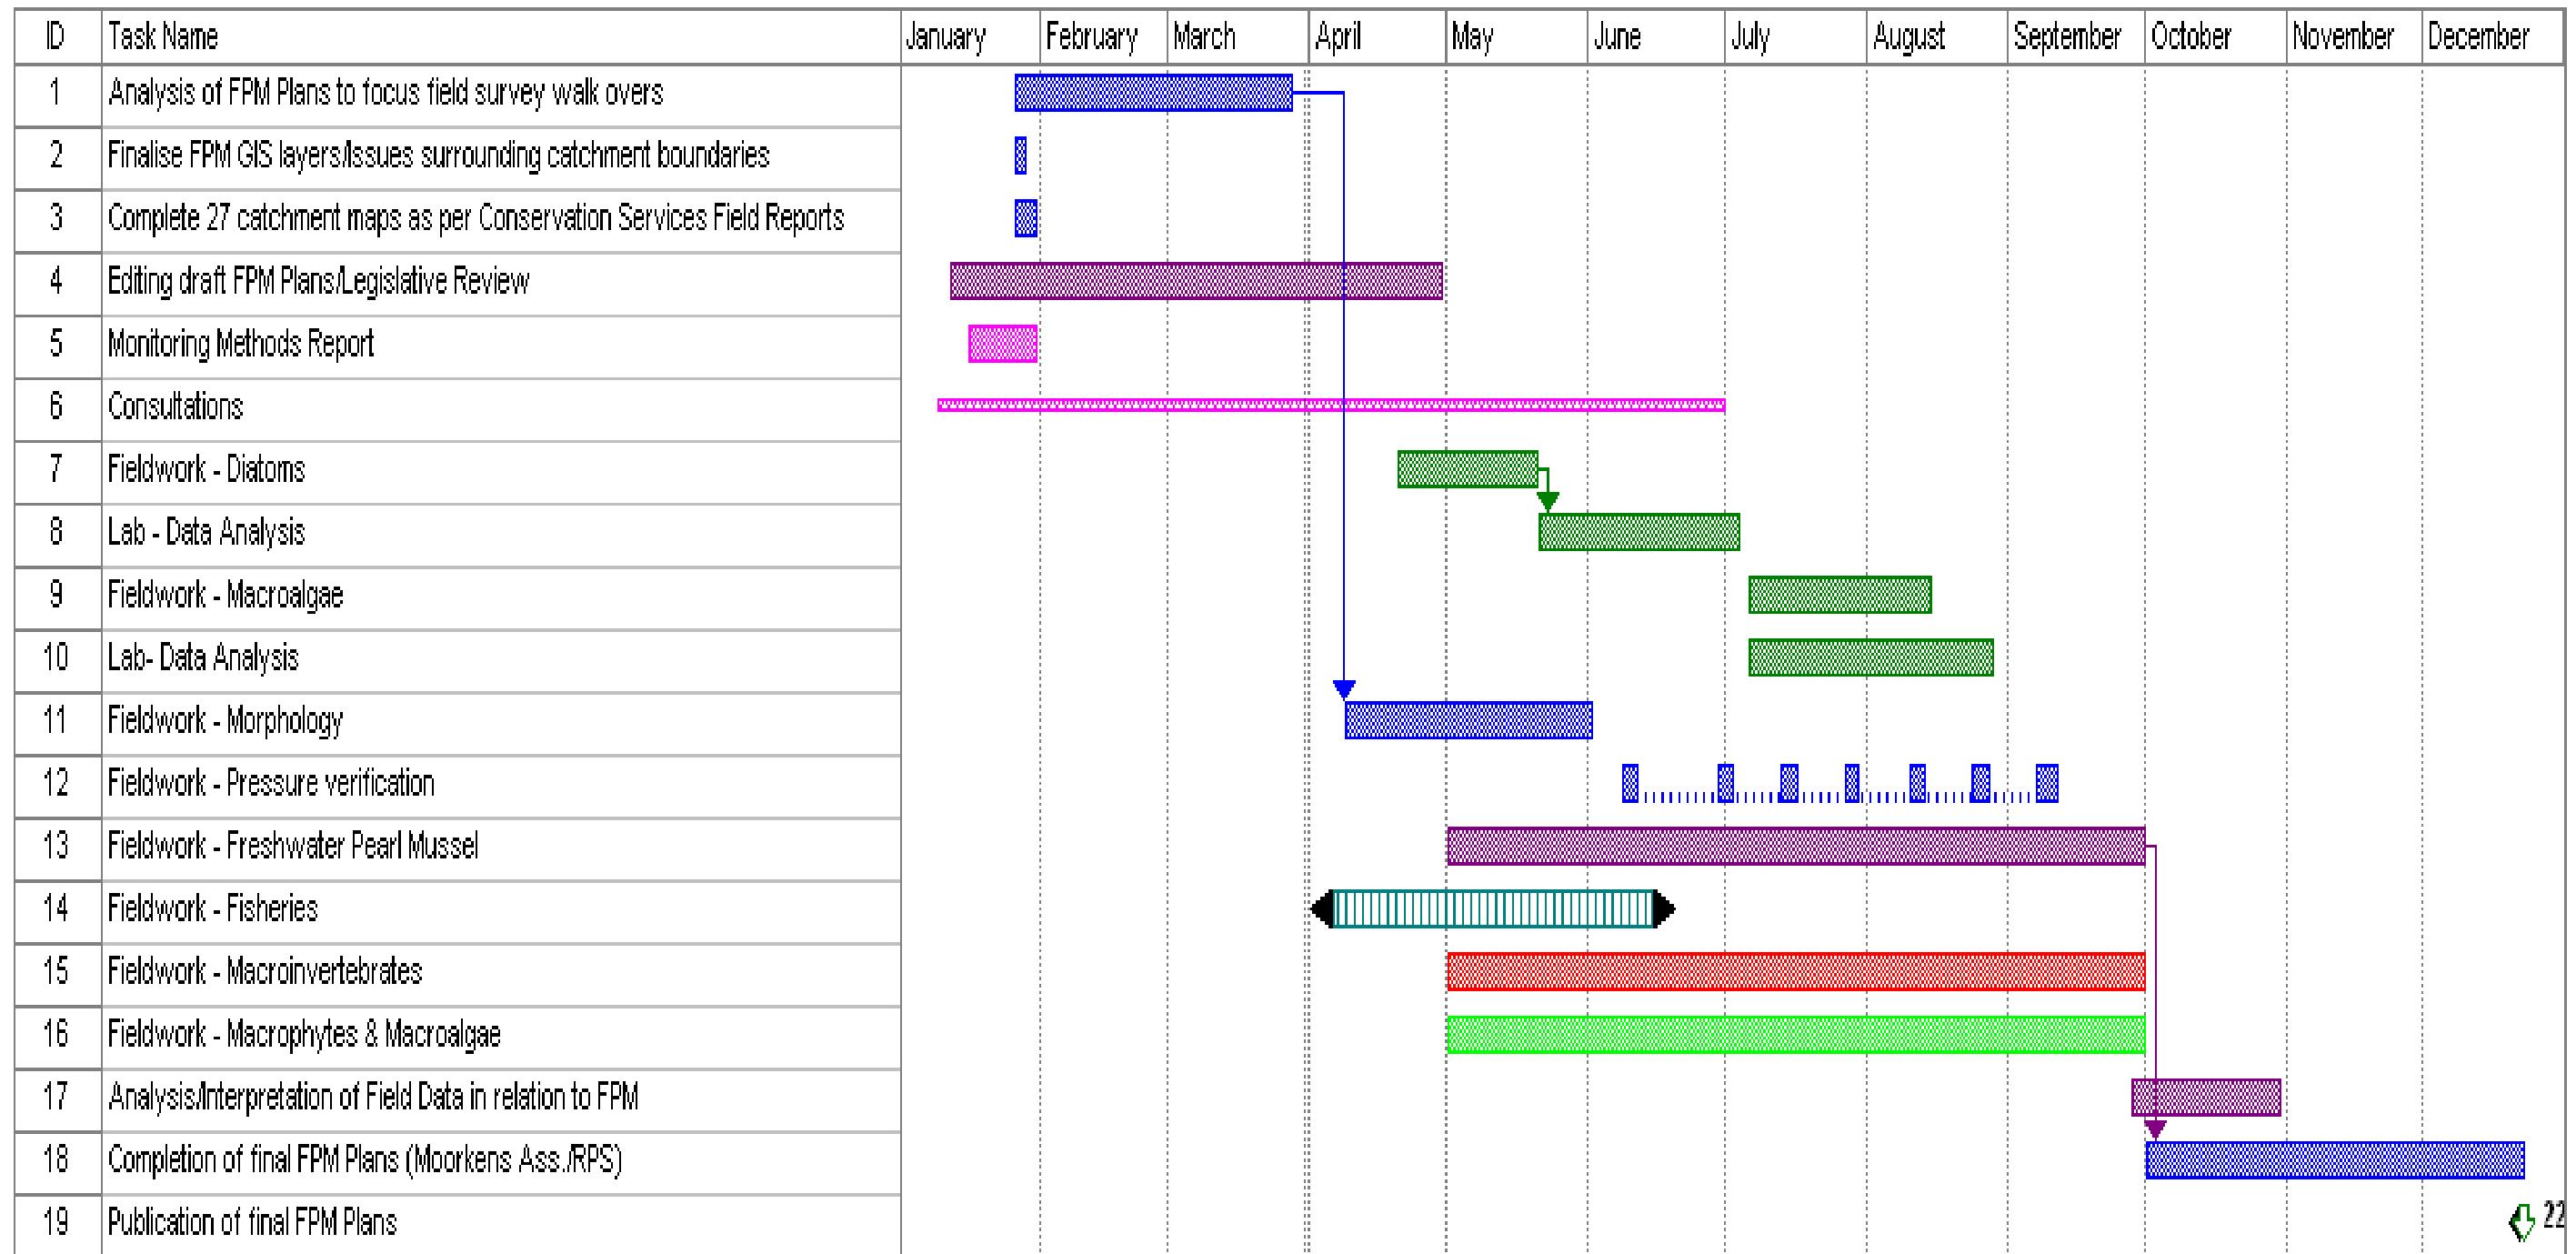 ID Task Name January February March April May June July August September October November December
1 Analysis of FPM Plans to focus field survey walk overs
2 Finalise FPM GIS layers/Issues surrounding catchment boundaries
3 Complete 27 catchment maps as per Conservation Services Field Reports
4 Editing draft FPM Plans/Legislative Review
5 Monitoring Methods Report
6 Consultations
7 Fieldwork - Diatoms
8 Lab - Data Analysis
9 Fieldwork - Macroalgae
10 Lab- Data Analysis
11 Fieldwork - Morphology
12 Fieldwork - Pressure verification
13 Fieldwork - Freshwater Pearl Mussel
14 Fieldwork - Fisheries
15 Fieldwork - Macroinvertebrates
16 Fieldwork - Macrophytes & Macroalgae
17 Analysis/Interpretation of Field Data in relation to FPM
18 Completion of final FPM Plans (Moorkens Ass./RPS)
19 Publication of final FPM Plans 22